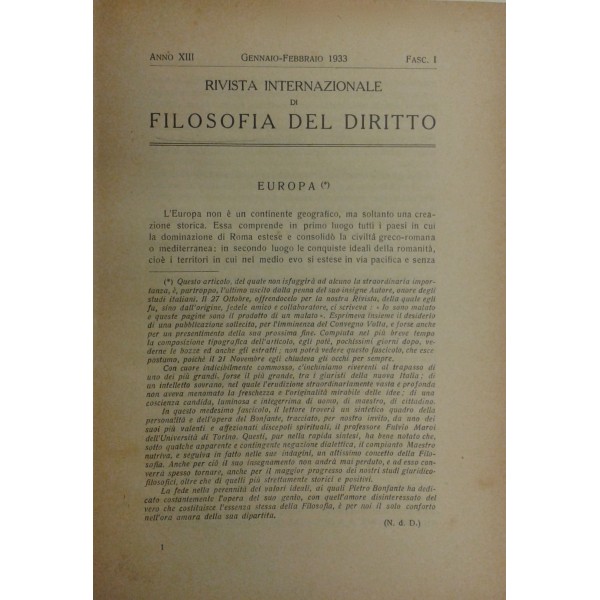 ANNO XIII GENNAIO-FEBBRAIO 1933 FASC. I
RIVISTA INTERNAZIONALE
DI
FILOSOFIA DEL DIRITTO
EUROPA (*)
L'Europa non è un continente geografico, ma soltanto una crea-
zione storica. Essa comprende in primo luogo tutti i paesi in cui
la dominazione di Roma estese e consolidò la civiltà greco-romana
o mediterranea: in secondo luogo le conquiste ideali della romanità,
cioè i territori in cui nel medio evo si estese in via pacifica e senza
(*) Questo articolo, del quale non isfuggirà ad alcuno la straordinaria impor-
tanza, è, purtroppo, l'ultimo uscito dalla penna del suo insigne Autore, onore degli
studi italiani. Il 27 Ottobre, offrendocelo per la nostra Rivista, della quale egli
fu, sino dall'origine, fedele amico e collaboratore, ci scriveva: « Io sono malato
e queste pagine sono il prodotto di un malato ». Esprimeva insieme il desiderio
di una pubblicazione sollecita, per l'imminenza del Convegno Volta, e forse anche
per un presentimento della sua prossima fine. Compiuta nel più breve tempo
la composizione tipografica dell'articolo, egli poté, pochissimi giorni dopo, ve-
derne le bozze ed anche gli estratti; non potrà vedere questo fascicolo, che esce
postumo, poiché il 21 Novembre egli chiudeva gli occhi per sempre.
Con cuore indicibilmente commosso, c'inchiniamo riverenti al trapasso di
uno dei più grandi, forse il più grande, tra i giuristi della nuova Italia; di
un intelletto sovrano, nel quale l'erudizione straordinariamente vasta e profonda
non aveva menomato la freschezza e l'originalità mirabile delle idee; di una
coscienza candida, luminosa e integerrima di uomo, di maestro, di cittadino.
In questo medesimo fascicolo, il lettore troverà un sintetico quadro della
personalità e dell'opera del Bonfante, tracciato, per nostro invito, da uno dei
suoi più valenti e affezionati discepoli spirituali, il professore Fulvio Maroi
dell'Università di Torino. Questi, pur nella rapida sintesi, ha bene notato che,
sotto qualche apparente e contingente negazione dialettica, il compianto Maestro
nutriva, e seguiva in fatto nelle sue indagini, un altissimo concetto della Filo-
sofia. Anche per ciò il suo insegnamento non andrà mai perduto, e ad esso con-
verrà spesso tornare, anche per il maggior progresso dei nostri studi giuridico-
filosofici, oltre che di quelli più strettamente storici e positivi.
La fede nella perennità dei valori ideali, ai quali Pietro Bonfante ha dedi-
cato costantemente l'opera del suo genio, con quell'amore disinteressato del
vero che costituisce l'essenza stessa della Filosofia, è per noi il solo conforto
nell'ora amara della sua dipartita.
(N. d. D.)
1